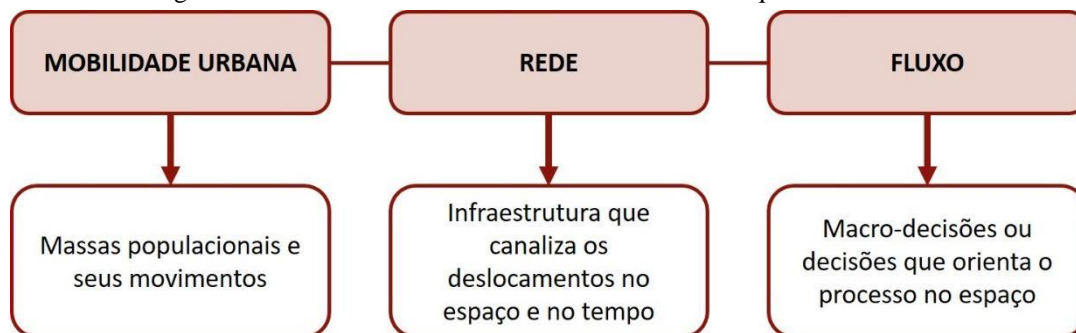 MOBILIDADE URBANA
REDE
FLUXO
Massas populacionais e
seus movimentos
Infraestrutura que
canaliza os
deslocamentos no
espaço e no tempo
Macro-decisões ou
decisões que orienta o
processo no espaço